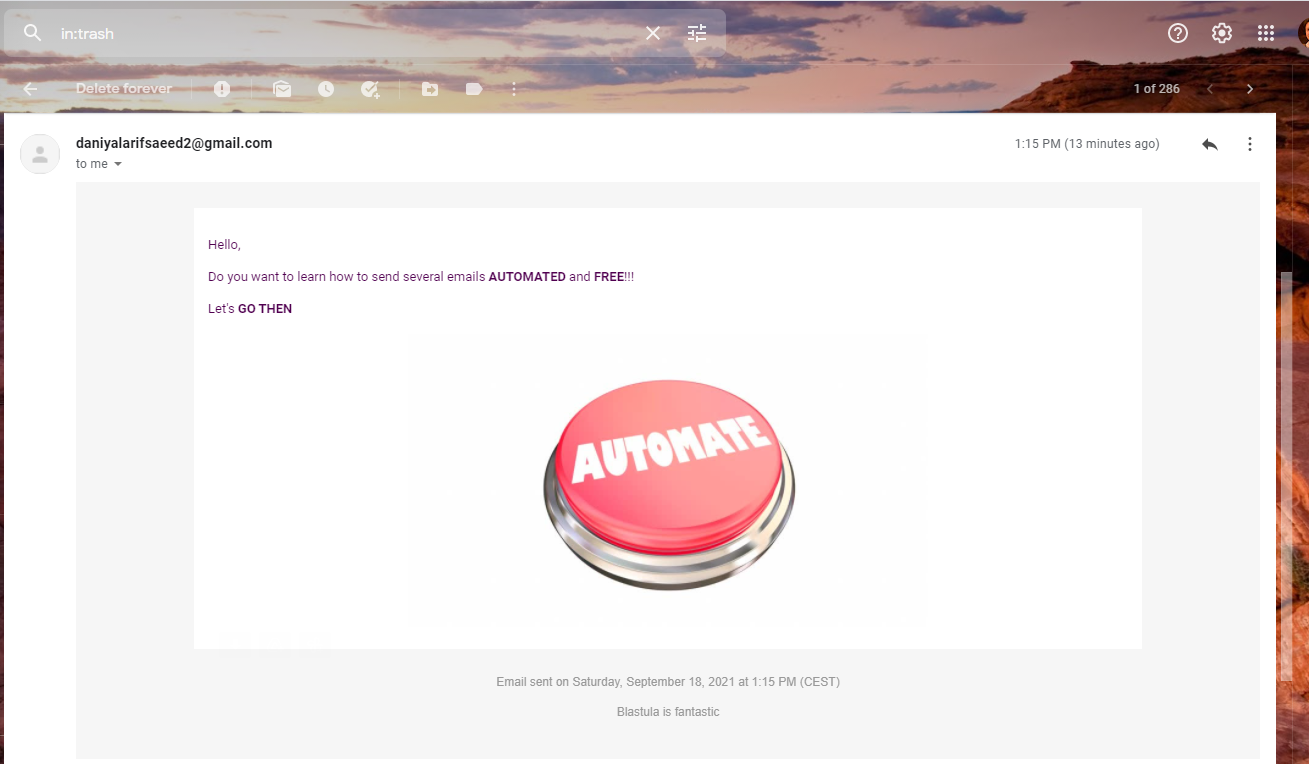 in:trash
Delete forever
1 of 286
daniyalarifsaeed2@gmail.com
1:15 PM (13 minutes ago)
to me
Hello,
Do you want to learn how to send several emails AUTOMATED and FREE!!!
Let's GO THEN
AUTOMATE
Email sent on Saturday, September 18, 2021 at 1:15 PM (CEST)
Blastula is fantastic